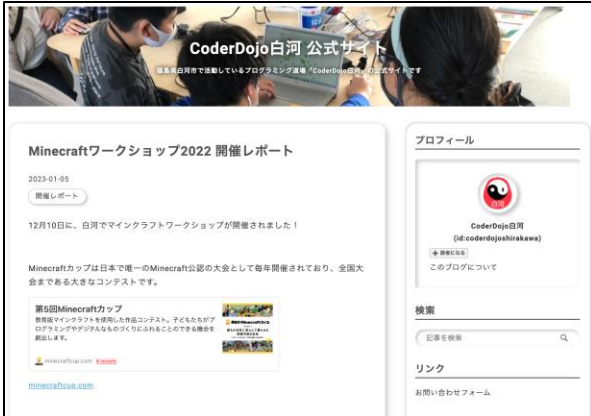 CoderDojo白河 公式サイト
福島県白河市で活動しているプログラミング道場「CoderDojo白河」の公式サイトです
Minecraftワークショップ2022 開催レポート
2023-01-05
開催レポート
12月10日に、白河でマインクラフトワークショップが開催されました！
Minecraftカップは日本で唯一のMinecraft公認の大会として毎年開催されており、全国大
会まである大きなコンテストです。
第5回Minecraftカップ
教育版マインクラフトを使用した作品コンテスト。子どもたちがプ
ログラミングやデジタルなものづくりにふれることのできる機会を
創出します。
minecraftcup.com
minecraftcup.com
プロフィール
白河
CoderDojo白河
(id:coderdojoshirakawa)
読者になる
このブログについて
検索
記事を検索
リンク
お問い合わせフォーム